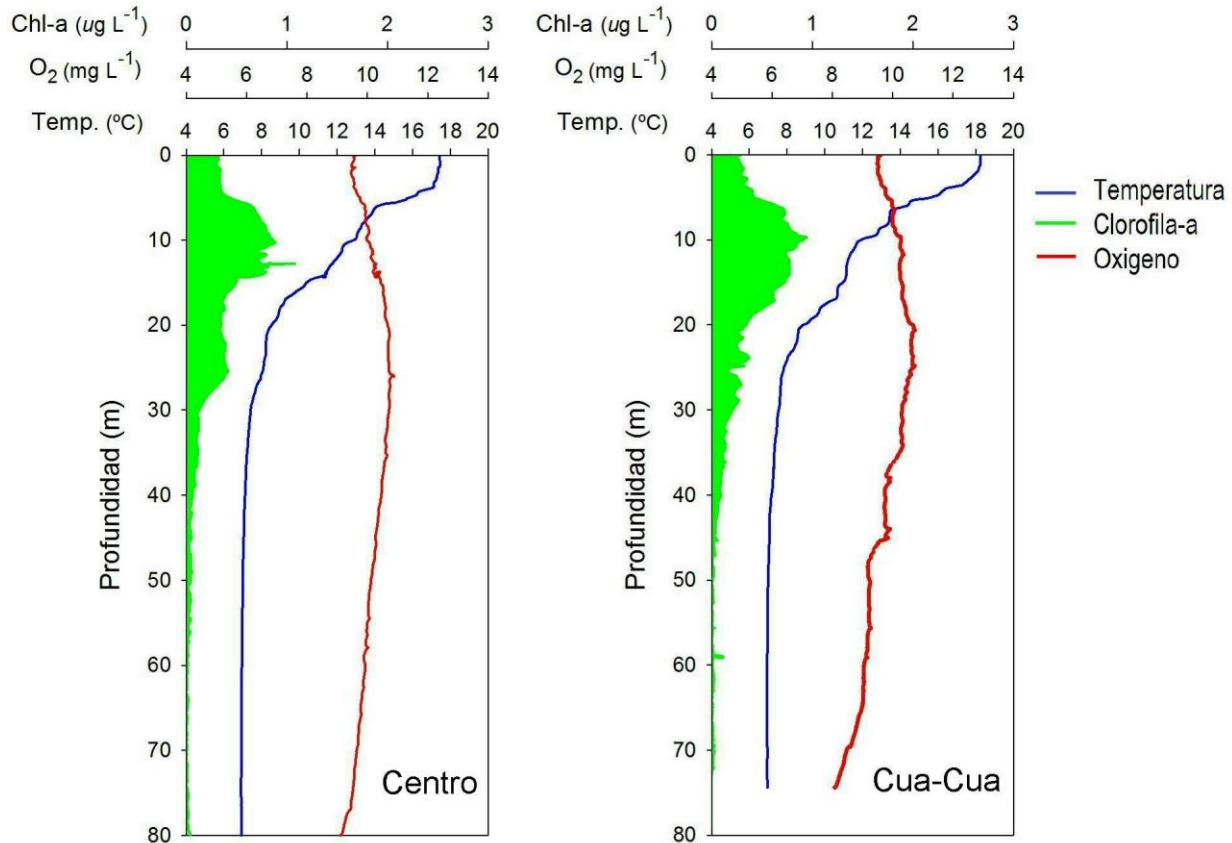 Chl-a (ug L⁻¹) 0 1 2 3
O₂ (mg L⁻¹) 4 6 8 10 12 14
Temp. (ºC) 4 6 8 10 12 14 16 18 20
0
10
20
30
40
50
60
70
80
Profundidad (m)
Centro
Chl-a (ug L⁻¹) 0 1 2 3
O₂ (mg L⁻¹) 4 6 8 10 12 14
Temp. (ºC) 4 6 8 10 12 14 16 18 20
0
10
20
30
40
50
60
70
80
Profundidad (m)
Cua-Cua
Temperatura
Clorofila-a
Oxigeno